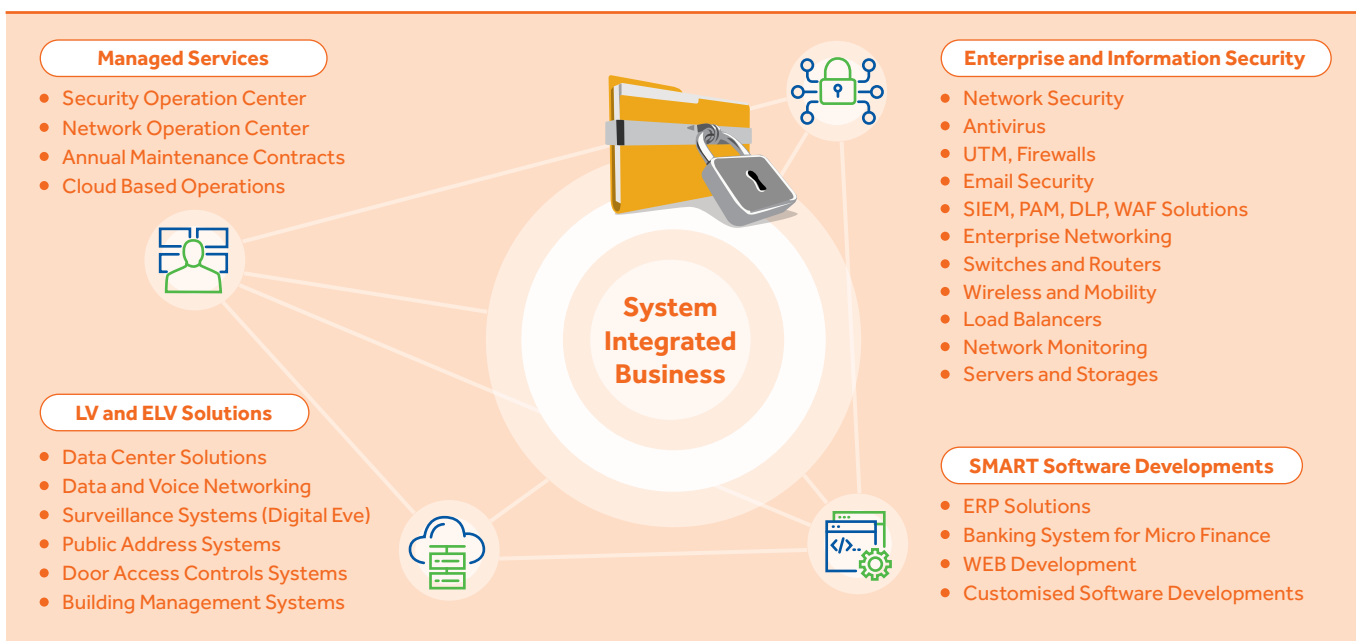 Managed Services
Security Operation Center
Network Operation Center
Annual Maintenance Contracts
Cloud Based Operations
LV and ELV Solutions
Data Center Solutions
Data and Voice Networking
Surveillance Systems (Digital Eve)
Public Address Systems
Door Access Controls Systems
Building Management Systems
System
Integrated
Business
</..
Enterprise and Information Security
Network Security
Antivirus
UTM, Firewalls
Email Security
SIEM, PAM, DLP, WAF Solutions
Enterprise Networking
Switches and Routers
Wireless and Mobility
Load Balancers
Network Monitoring
Servers and Storages
SMART Software Developments
ERP Solutions
Banking System for Micro Finance
WEB Development
Customised Software Developments